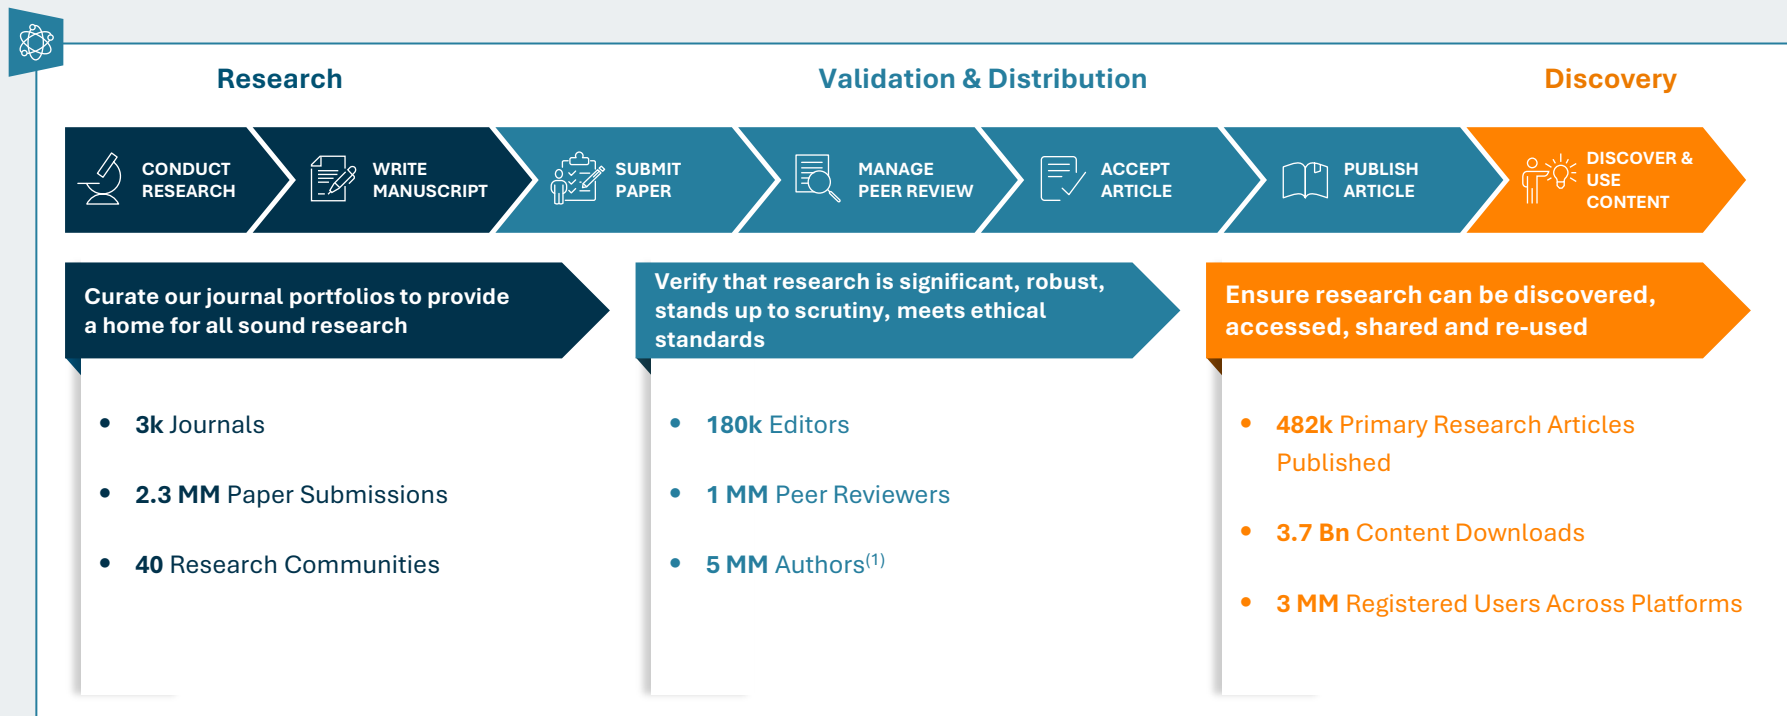 Research
Validation & Distribution
Discovery
CONDUCT
RESEARCH
WRITE
MANUSCRIPT
SUBMIT
PAPER
MANAGE
PEER REVIEW
ACCEPT
ARTICLE
PUBLISH
ARTICLE
DISCOVER &
USE
CONTENT
Curate our journal portfolios to provide
a home for all sound research
• 3k Journals
• 2.3 MM Paper Submissions
• 40 Research Communities
Verify that research is significant, robust,
stands up to scrutiny, meets ethical
standards
• 180k Editors
• 1 MM Peer Reviewers
• 5 MM Authors(1)
Ensure research can be discovered,
accessed, shared and re-used
• 482k Primary Research Articles
Published
• 3.7 Bn Content Downloads
• 3 MM Registered Users Across Platforms